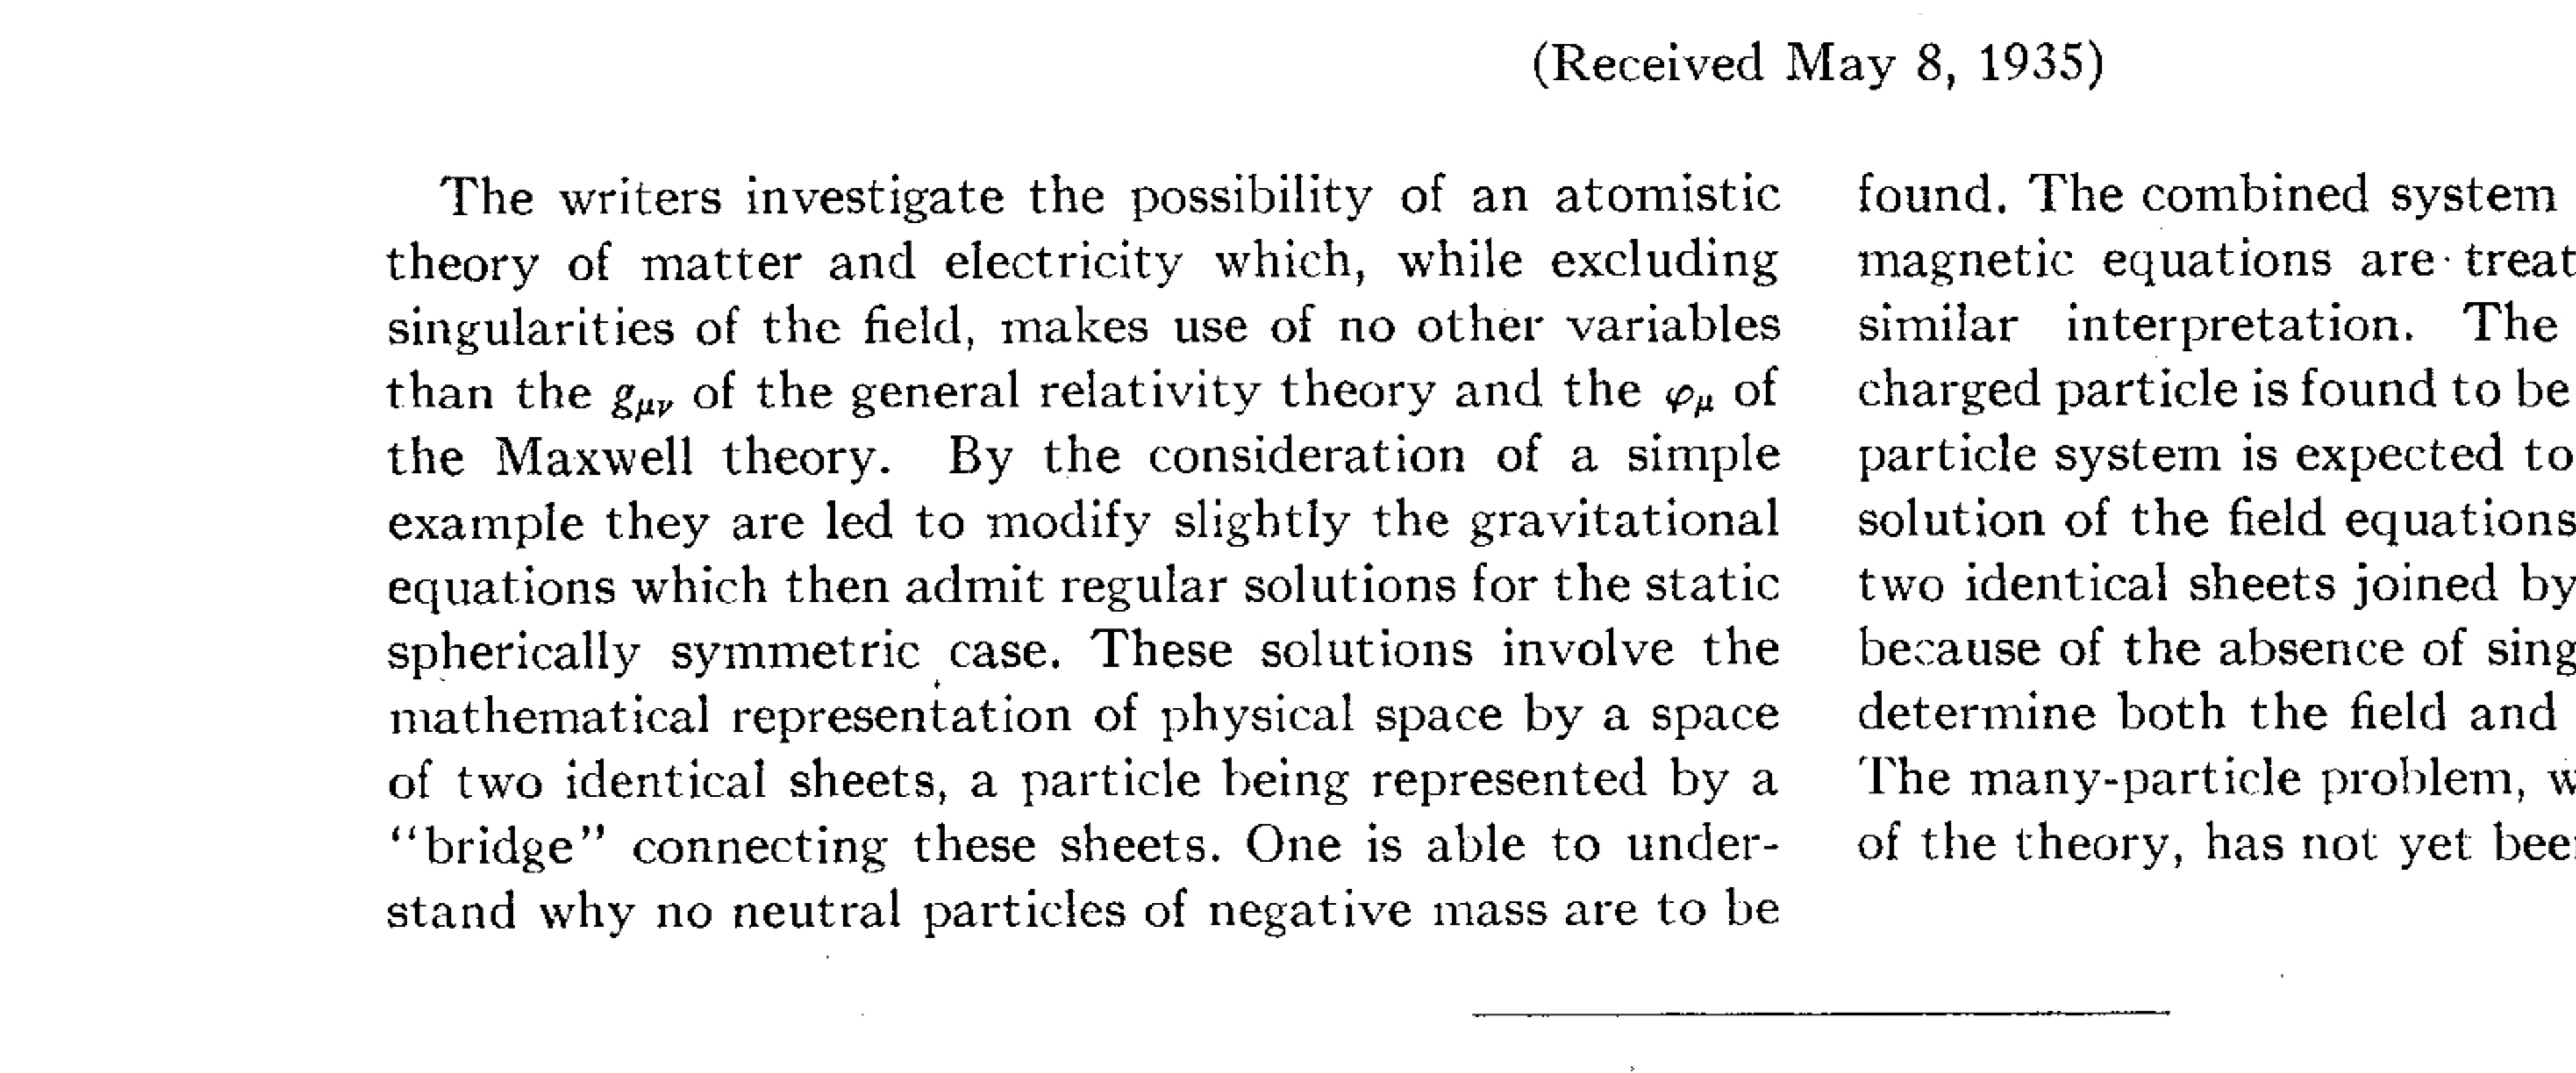 (Received May 8, 1935)
The writers investigate the possibility of an atomistic
theory of matter and electricity which, while excluding
singularities of the field, makes use of no other variables
than the gμν of the general relativity theory and the φμ of
the Maxwell theory. By the consideration of a simple
example they are led to modify slightly the gravitational
equations which then admit regular solutions for the static
spherically symmetric case. These solutions involve the
mathematical representation of physical space by a space
of two identical sheets, a particle being represented by a
“bridge” connecting these sheets. One is able to under-
stand why no neutral particles of negative mass are to be
found. The combined system
magnetic equations are treat
similar interpretation. The
charged particle is found to be
particle system is expected to
solution of the field equations
two identical sheets joined by
because of the absence of sing
determine both the field and
The many-particle problem, w
of the theory, has not yet bee